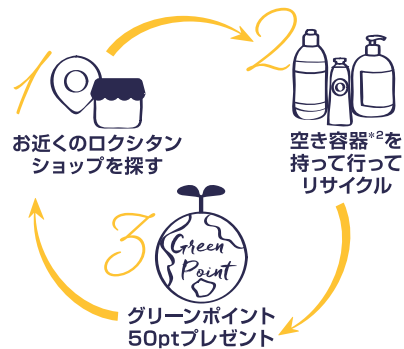 1
お近くのロクシタン
ショップを探す
2
空き容器*2を
持って行って
リサイクル
3
Green
Point
グリーンポイント
50ptプレゼント